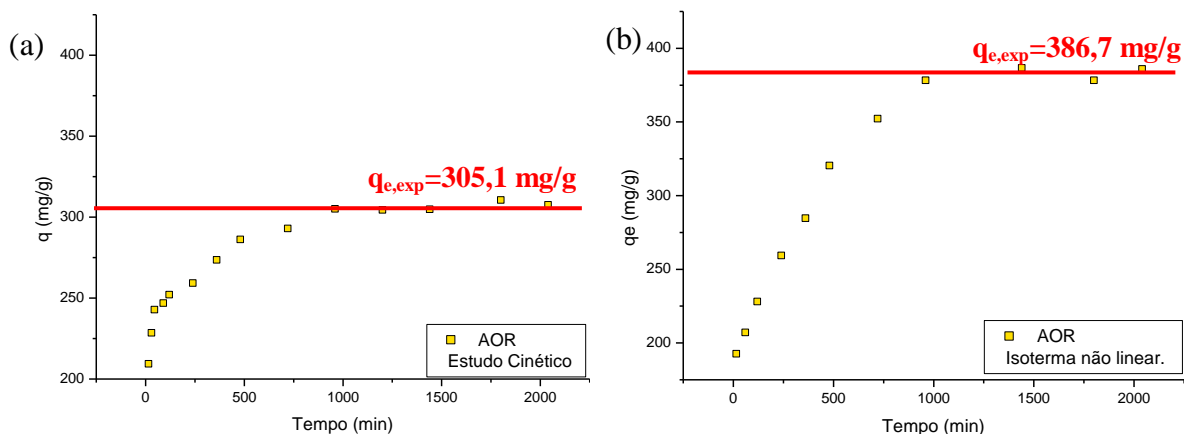 (a)
400
350
300
250
200
q (mg/g)
qe,exp=305,1 mg/g
AOR
Estudo Cinético
0 500 1000 1500 2000
Tempo (min)
(b)
400
350
300
250
200
qe (mg/g)
qe,exp=386,7 mg/g
AOR
Isoterma não linear.
0 500 1000 1500 2000
Tempo (min)